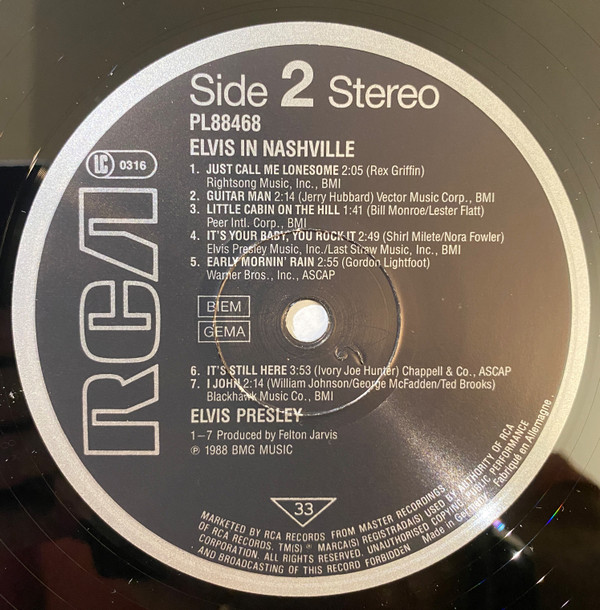 Side 2 Stereo
PL88468
ELVIS IN NASHVILLE
LC 0316
1. JUST CALL ME LONESOME 2:05 (Rex Griffin)
Rightsong Music, Inc., BMI
2. GUITAR MAN 2:14 (Jerry Hubbard) Vector Music Corp., BMI
3. LITTLE CABIN ON THE HILL 1:41 (Bill Monroe/Lester Flatt)
Peer Intl. Corp., BMI
4. IT'S YOUR BABY, YOU ROCK IT 2:49 (Shirl Milete/Nora Fowler)
Elvis Presley Music, Inc./Last Straw Music, Inc., BMI
5. EARLY MORNIN' RAIN 2:55 (Gordon Lightfoot)
Warner Bros., Inc., ASCAP
RCA
BIEM
GEMA
6. IT'S STILL HERE 3:53 (Ivory Joe Hunter) Chappell & Co., ASCAP
7. I JOHN 2:14 (William Johnson/George McFadden/Ted Brooks)
Blackhawk Music Co., BMI
ELVIS PRESLEY
1–7 Produced by Felton Jarvis
℗ 1988 BMG MUSIC
33
MARKETED BY RCA RECORDS FROM MASTER RECORDINGS
OF RCA RECORDS. TM(S) ® MARCA(S) REGISTRADA(S) USED BY AUTHORITY OF RCA
CORPORATION. ALL RIGHTS RESERVED. UNAUTHORISED COPYING, PUBLIC PERFORMANCE
AND BROADCASTING OF THIS RECORD FORBIDDEN Made in Germany · Fabriqué en Allemagne.